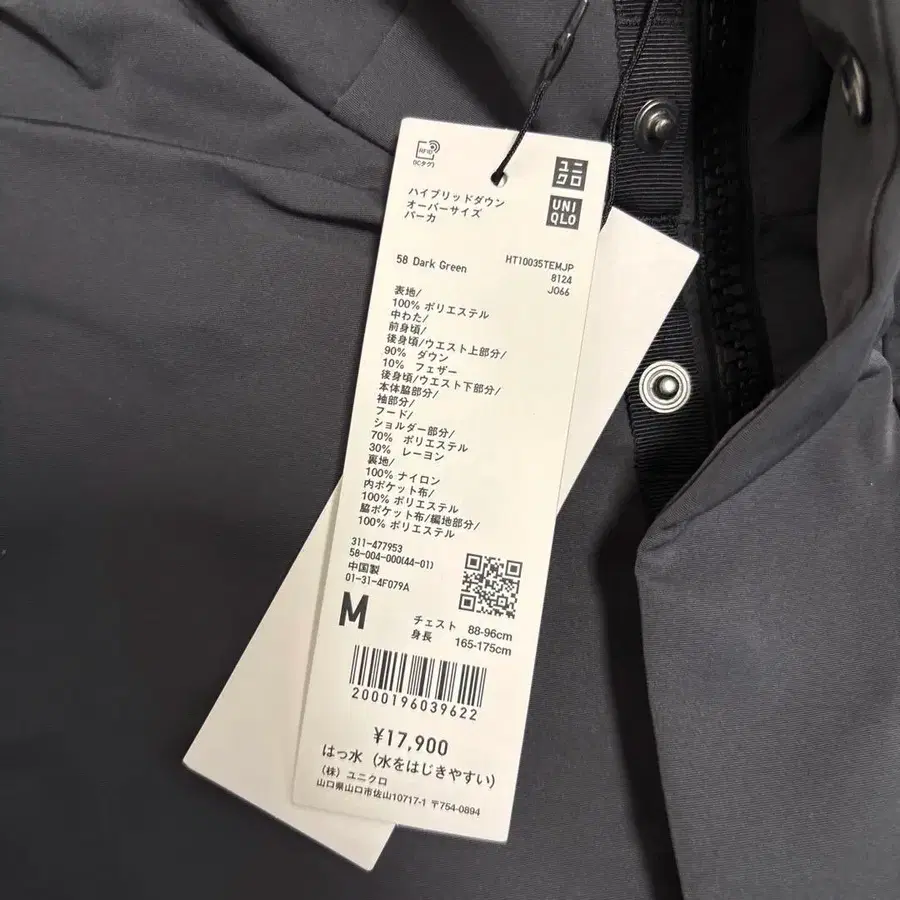 RFID
ICタグ
ユニ
クロ
UNI
QLO
ハイブリッドダウン
オーバーサイズ
パーカ
58 Dark Green
HT10035TEMJP
8124
J066
表地/
100% ポリエステル
中わた/
前身頃/
後身頃/ウエスト上部分/
90% ダウン
10% フェザー
後身頃/ウエスト下部分/
本体脇部分/
袖部分/
フード/
ショルダー部分/
70% ポリエステル
30% レーヨン
裏地/
100% ナイロン
内ポケット布/
100% ポリエステル
脇ポケット布/編地部分/
100% ポリエステル
311-477953
58-004-000(44-01)
中国製
01-31-4F079A
M
チェスト 88-96cm
身長 165-175cm
2000196039622
¥17,900
はっ水 (水をはじきやすい)
(株) ユニクロ
山口県山口市佐山10717-1 〒754-0894